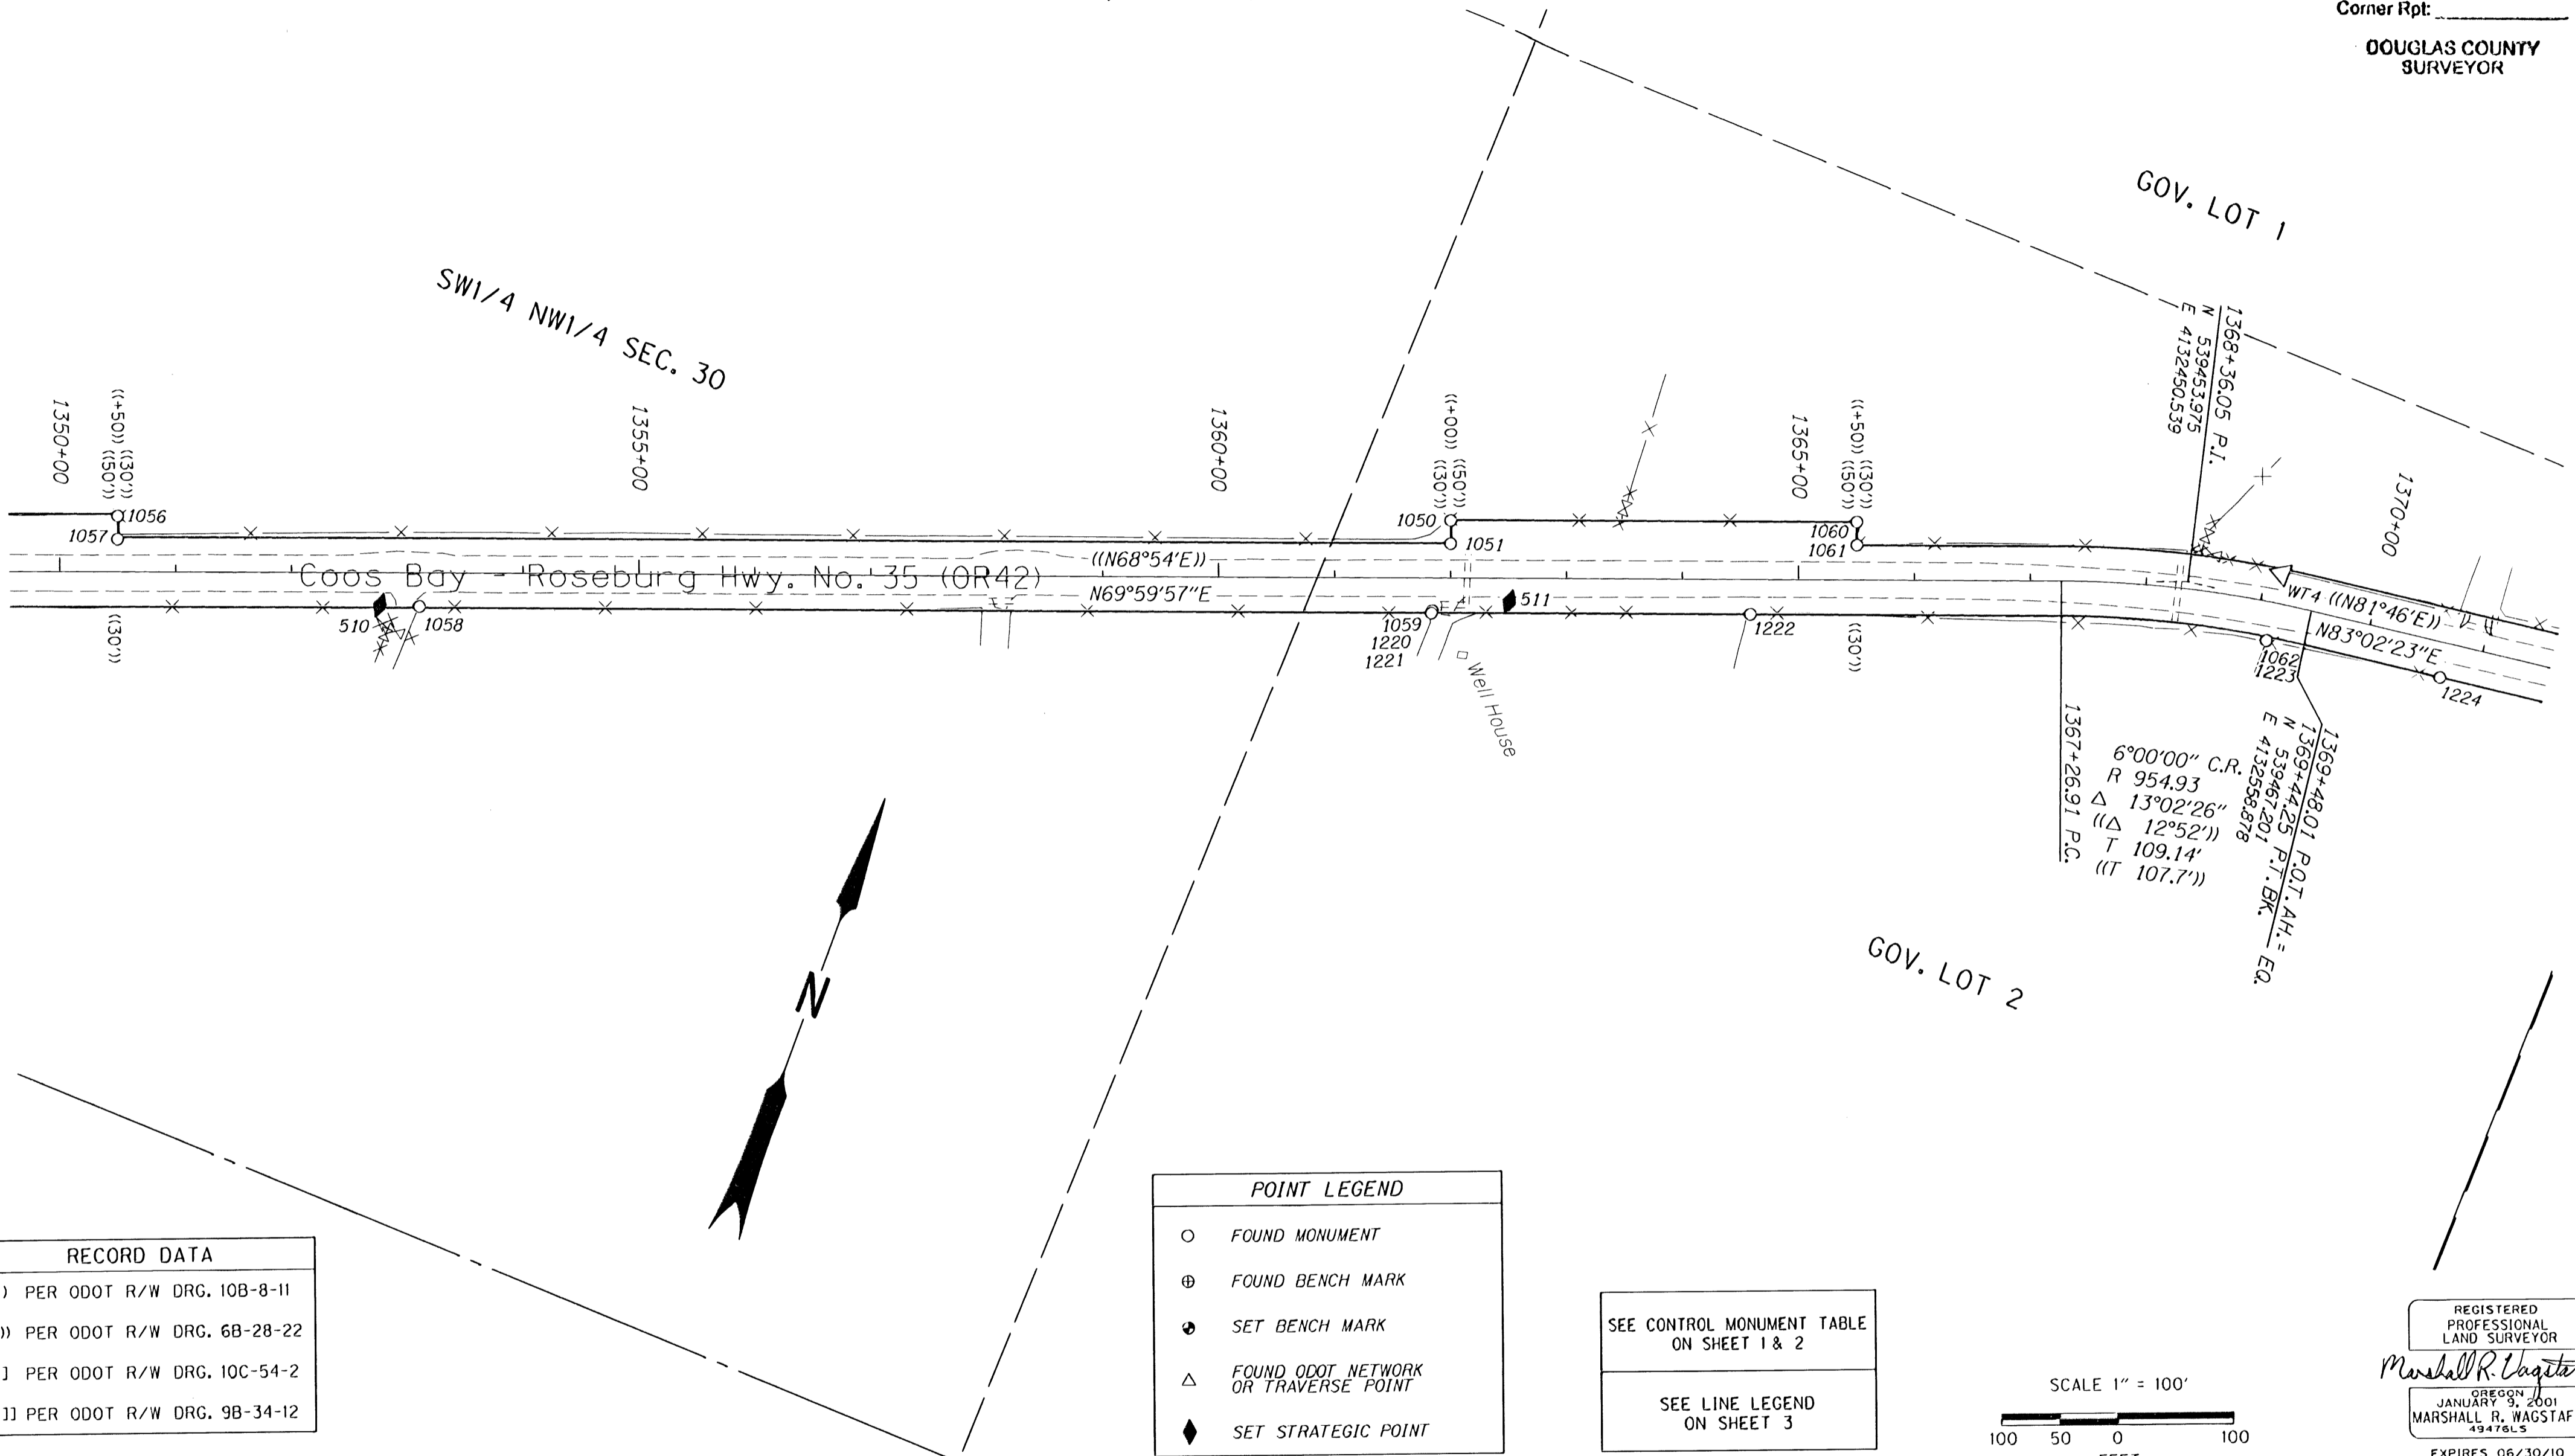 Corner Rpt:
DOUGLAS COUNTY
SURVEYOR
GOV. LOT 1
SW1/4 NW1/4 SEC. 30
1368+36.05 P.I.
N 539453.975
E 4132450.539
1350+00
((+50)) ((30'))
((50'))
1355+00
1360+00
((+00)) ((50'))
((30'))
1365+00
((+50)) ((30'))
((50'))
1370+00
1056
1057
1050
1051
1060
1061
((N68°54'E))
Coos Bay - Roseburg Hwy. No. 35 (OR42)
N69°59'57"E
WT4 ((N81°46'E))
N83°02'23"E
((30'))
510
1058
1059
1220
1221
511
1222
((30'))
1062
1223
1224
Well House
1367+26.91 P.C.
6°00'00" C.R.
R 954.93
Δ 13°02'26"
((Δ 12°52'))
T 109.14'
((T 107.7'))
1369+48.01 P.O.T. AH. = EQ.
1369+44.25 P.T. BK.
N 539467.201
E 4132558.878
GOV. LOT 2
N
RECORD DATA
) PER ODOT R/W DRG. 10B-8-11
)) PER ODOT R/W DRG. 6B-28-22
] PER ODOT R/W DRG. 10C-54-2
]] PER ODOT R/W DRG. 9B-34-12
POINT LEGEND
FOUND MONUMENT
FOUND BENCH MARK
SET BENCH MARK
FOUND ODOT NETWORK
OR TRAVERSE POINT
SET STRATEGIC POINT
SEE CONTROL MONUMENT TABLE
ON SHEET 1 & 2
SEE LINE LEGEND
ON SHEET 3
SCALE 1" = 100'
100 50 0 100
FEET
REGISTERED
PROFESSIONAL
LAND SURVEYOR
Marshall R. Wagsta
OREGON
JANUARY 9, 2001
MARSHALL R. WAGSTAF
49476LS
EXPIRES 06/30/10